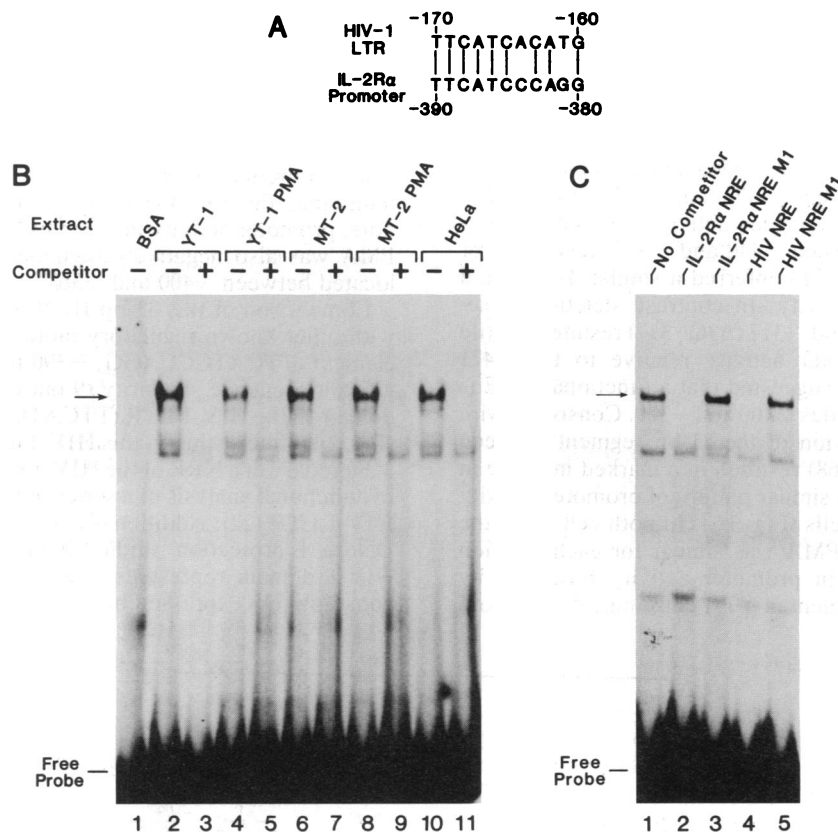 A
-170 -160
HIV-1
LTR
TTCATCACATG
IL-2Rα
Promoter
TTCATCCCAGG
-390 -380
B
Extract
BSA YT-1 YT-1 PMA MT-2 MT-2 PMA HeLa
Competitor
− − + − + − + − + − +
Free
Probe
1 2 3 4 5 6 7 8 9 10 11
C
No Competitor
IL-2Rα NRE
IL-2Rα NRE M1
HIV NRE
HIV NRE M1
Free
Probe
1 2 3 4 5